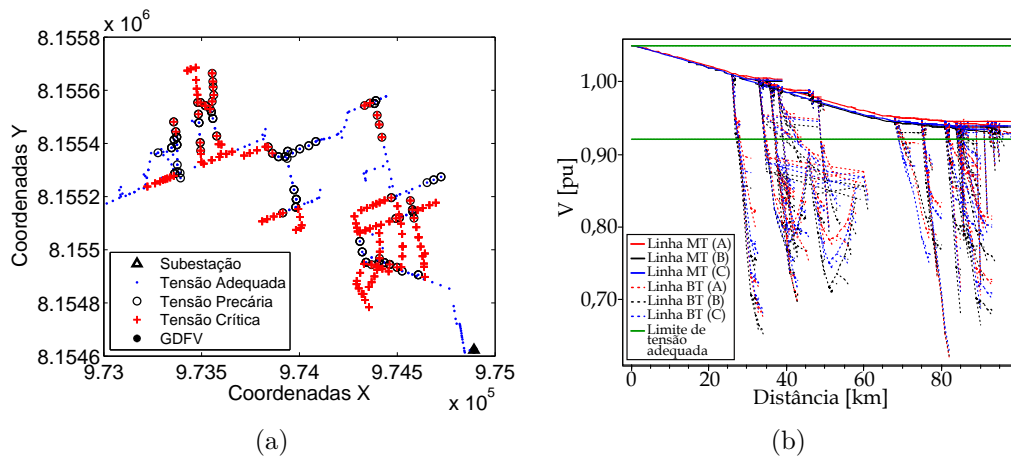 x 10^6
8.1558
8.1556
8.1554
8.1552
8.155
8.1548
8.1546
Coordenadas Y
Subestação
Tensão Adequada
Tensão Precária
Tensão Crítica
GDFV
9.73
9.735
9.74
9.745
9.75
Coordenadas X
x 10^5
(a)
1,00
0,90
0,80
0,70
V [pu]
Linha MT (A)
Linha MT (B)
Linha MT (C)
Linha BT (A)
Linha BT (B)
Linha BT (C)
Limite de
tensão
adequada
0
20
40
60
80
Distância [km]
(b)